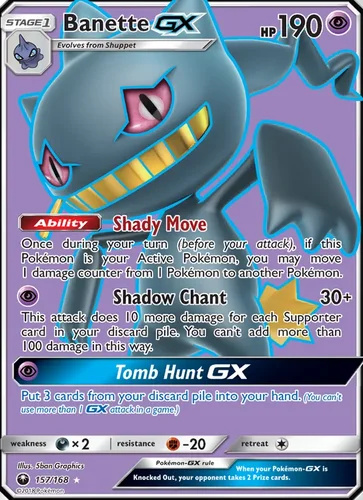 STAGE1 Banette GX HP190
Evolves from Shuppet
Ability Shady Move
Once during your turn (before your attack), if this
Pokémon is your Active Pokémon, you may move
1 damage counter from 1 Pokémon to another Pokémon.
Shadow Chant 30+
This attack does 10 more damage for each Supporter
card in your discard pile. You can't add more than
100 damage in this way.
Tomb Hunt GX
Put 3 cards from your discard pile into your hand. (You can't
use more than 1 GX attack in a game.)
weakness ×2 resistance -20 retreat
Illus. 5ban Graphics
Pokémon-GX rule
157/168
When your Pokémon-GX is
Knocked Out, your opponent takes 2 Prize cards.
©2018 Pokémon